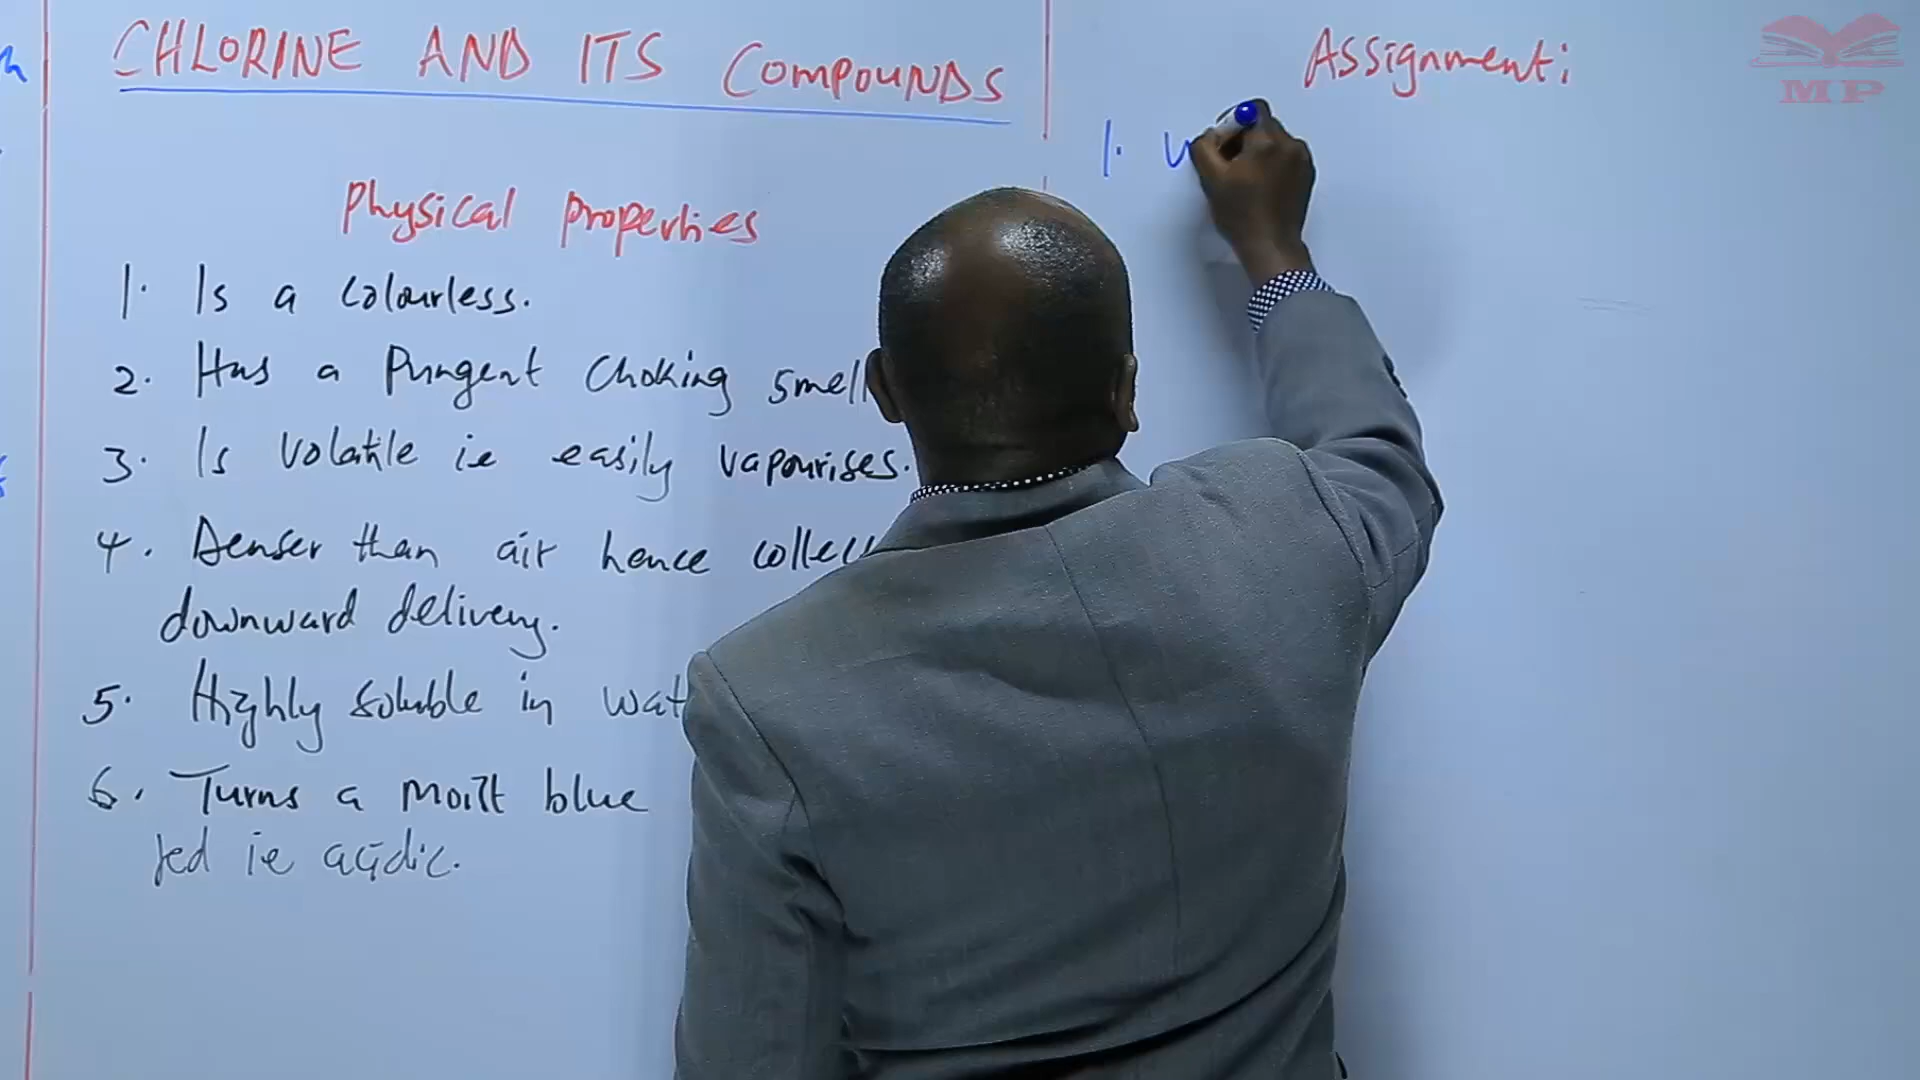 CHLORINE AND ITS COMPOUNDS
Assignment:
MP
1.
Physical Properties
1. Is a colourless.
2. Has a Pungent Choking smell
3. Is Volatile ie easily vapourises.
4. Denser than air hence
downward delivery.
5. Highly soluble in
6. Turns a moist blue
red ie acidic.